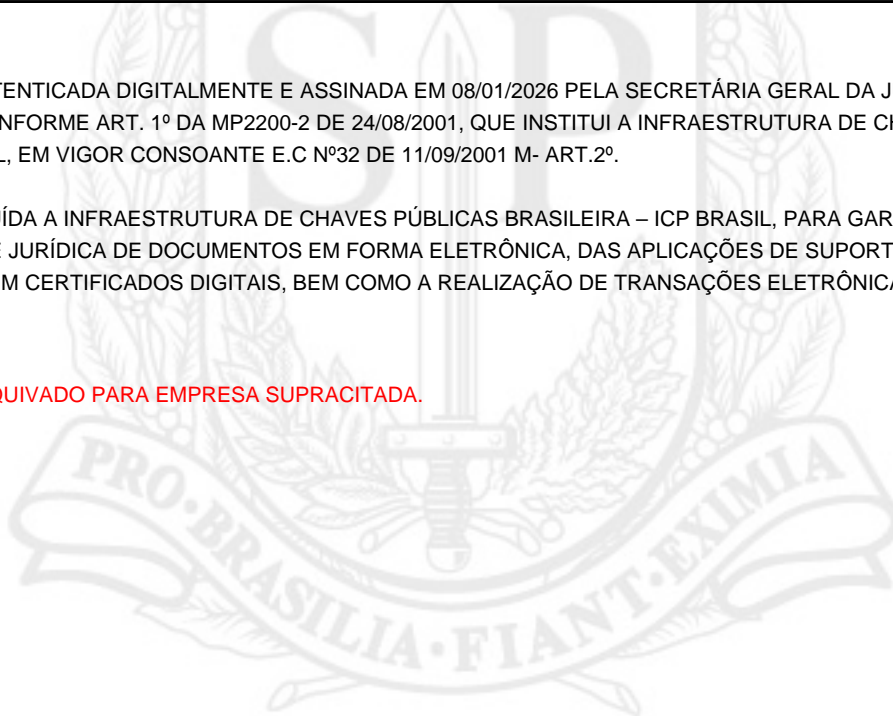 SP
TENTICADA DIGITALMENTE E ASSINADA EM 08/01/2026 PELA SECRETÁRIA GERAL DA J
NFORME ART. 1º DA MP2200-2 DE 24/08/2001, QUE INSTITUI A INFRAESTRUTURA DE CH
L, EM VIGOR CONSOANTE E.C Nº32 DE 11/09/2001 M- ART.2º.
UÍDA A INFRAESTRUTURA DE CHAVES PÚBLICAS BRASILEIRA – ICP BRASIL, PARA GAR
E JURÍDICA DE DOCUMENTOS EM FORMA ELETRÔNICA, DAS APLICAÇÕES DE SUPORT
M CERTIFICADOS DIGITAIS, BEM COMO A REALIZAÇÃO DE TRANSAÇÕES ELETRÔNICA
QUIVADO PARA EMPRESA SUPRACITADA.
PRO·BRASILIA·FIANT·EXIMIA